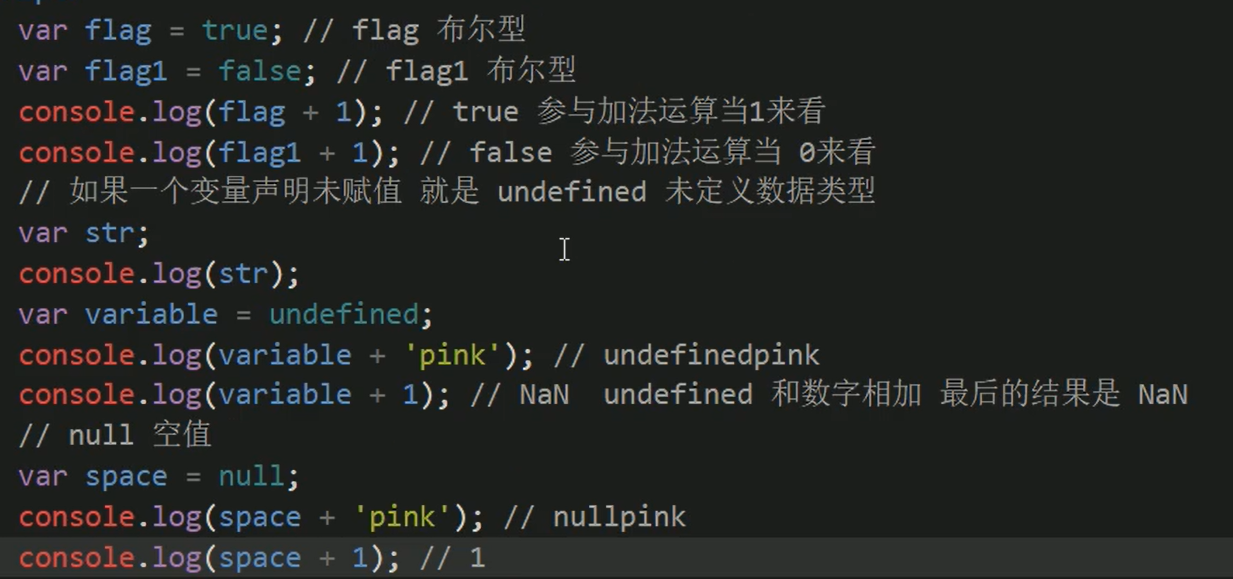 var flag = true; // flag 布尔型
var flag1 = false; // flag1 布尔型
console.log(flag + 1); // true 参与加法运算当1来看
console.log(flag1 + 1); // false 参与加法运算当 0来看
// 如果一个变量声明未赋值 就是 undefined 未定义数据类型
var str;
console.log(str);
var variable = undefined;
console.log(variable + 'pink'); // undefinedpink
console.log(variable + 1); // NaN  undefined 和数字相加 最后的结果是 NaN
// null 空值
var space = null;
console.log(space + 'pink'); // nullpink
console.log(space + 1); // 1